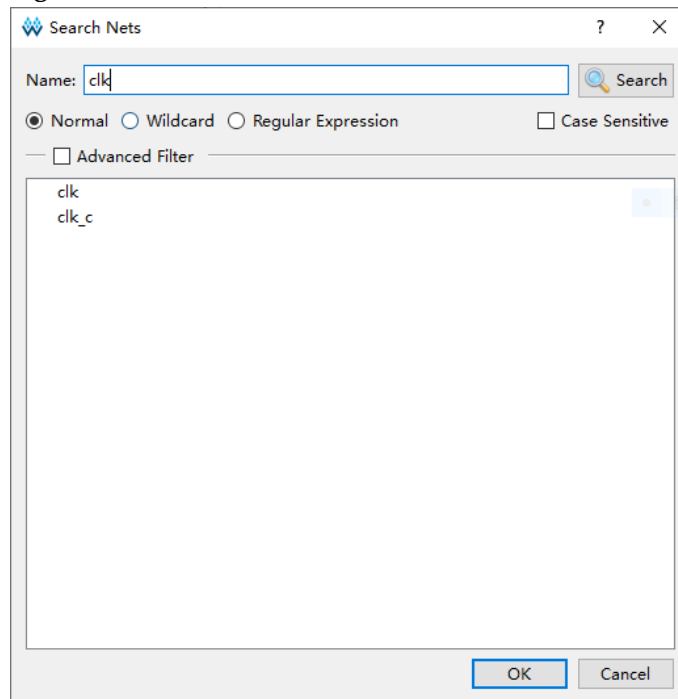 Search Nets
?
Name: clk
Search
Normal Wildcard Regular Expression
Case Sensitive
Advanced Filter
clk
clk_c
OK
Cancel